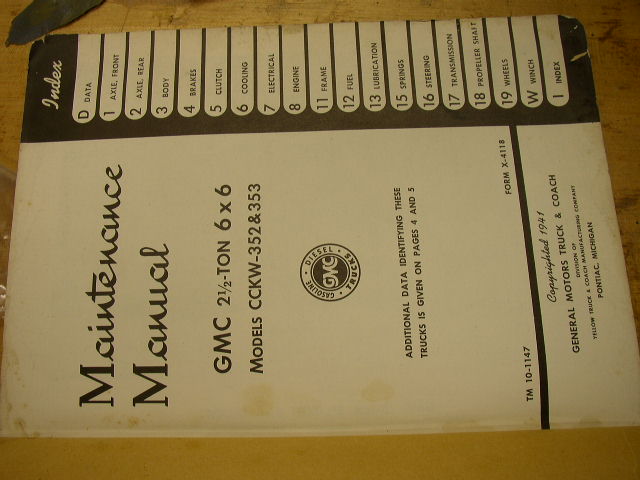 Index
D DATA
1 AXLE, FRONT
2 AXLE, REAR
3 BODY
4 BRAKES
5 CLUTCH
6 COOLING
7 ELECTRICAL
8 ENGINE
11 FRAME
12 FUEL
13 LUBRICATION
15 SPRINGS
16 STEERING
17 TRANSMISSION
18 PROPELLER SHAFT
19 WHEELS
W WINCH
I INDEX
Maintenance
Manual
GMC 2½-TON 6 x 6
MODELS CCKW-352 & 353
GASOLINE · DIESEL
GMC
TRUCKS
ADDITIONAL DATA IDENTIFYING THESE
TRUCKS IS GIVEN ON PAGES 4 AND 5
TM 10-1147
FORM X-4118
Copyrighted 1941
GENERAL MOTORS TRUCK & COACH
DIVISION OF
YELLOW TRUCK & COACH MANUFACTURING COMPANY
PONTIAC, MICHIGAN